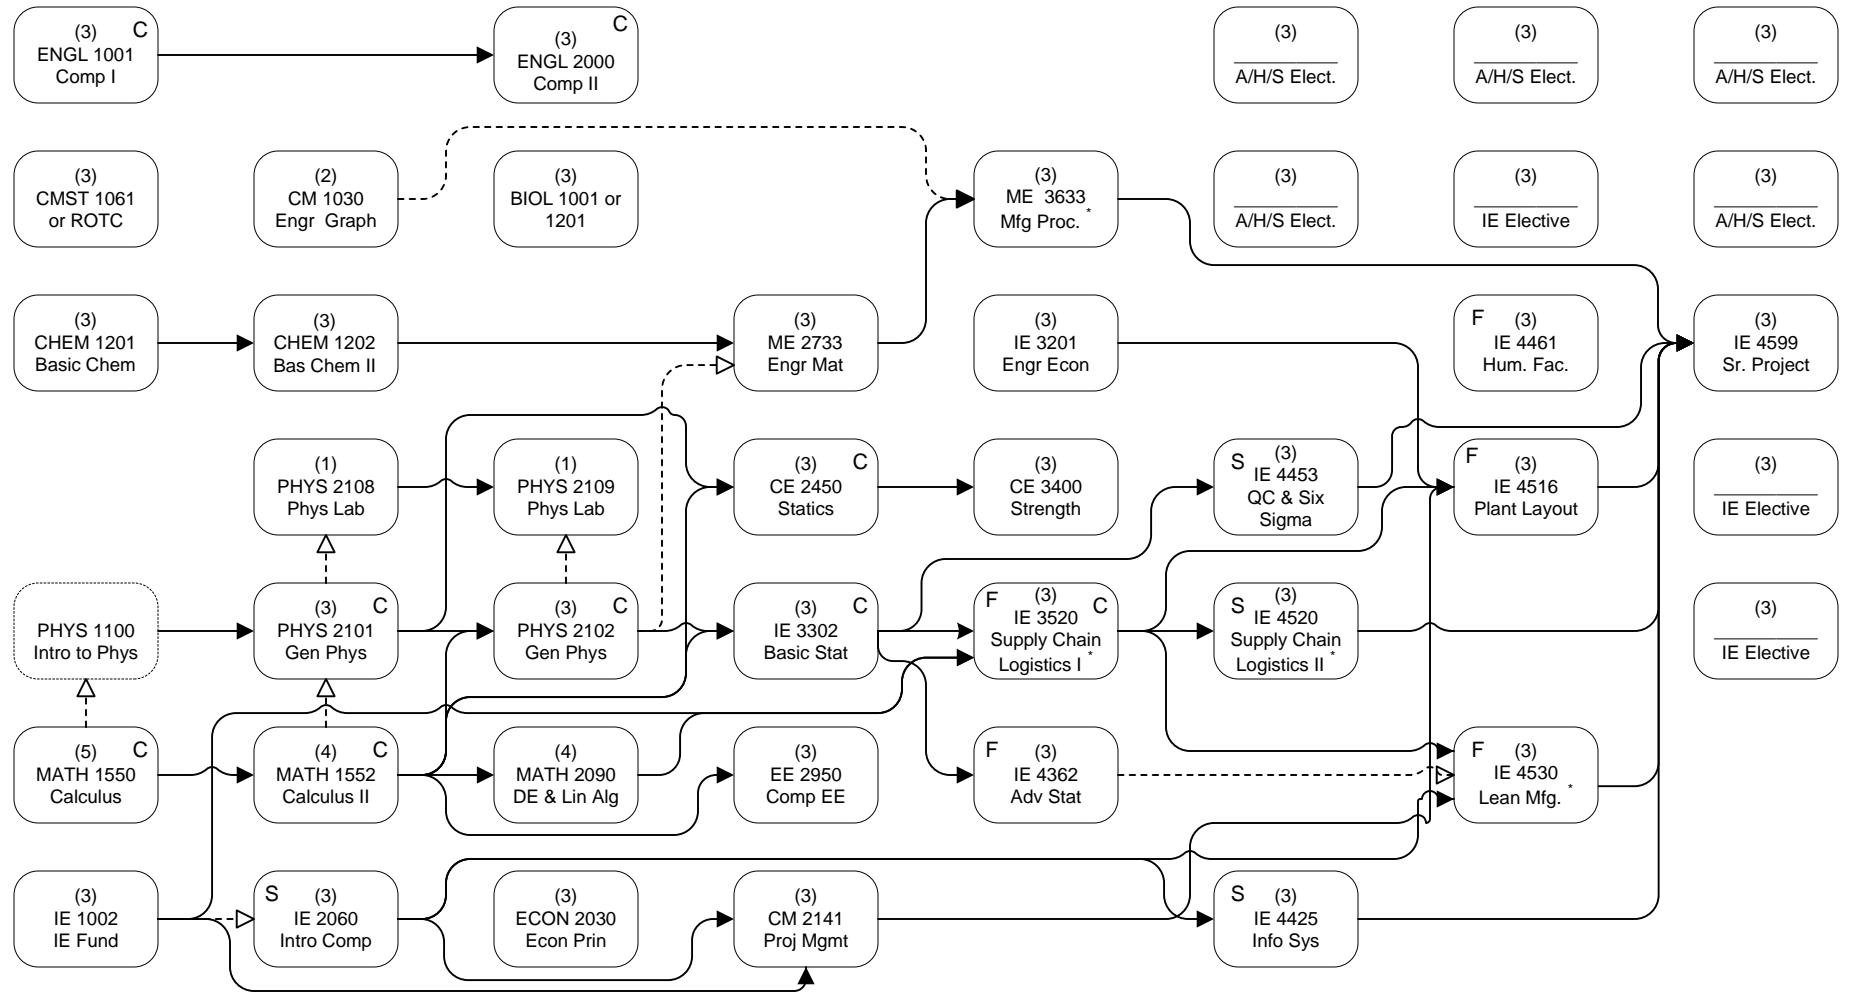 (3) C
ENGL 1001
Comp I
(3) C
ENGL 2000
Comp II
(3)
A/H/S Elect.
(3)
A/H/S Elect.
(3)
A/H/S Elect.
(3)
CMST 1061
or ROTC
(2)
CM 1030
Engr Graph
(3)
BIOL 1001 or
1201
(3)
ME 3633
Mfg Proc. *
(3)
A/H/S Elect.
(3)
IE Elective
(3)
A/H/S Elect.
(3)
CHEM 1201
Basic Chem
(3)
CHEM 1202
Bas Chem II
(3)
ME 2733
Engr Mat
(3)
IE 3201
Engr Econ
F (3)
IE 4461
Hum. Fac.
(3)
IE 4599
Sr. Project
(1)
PHYS 2108
Phys Lab
(1)
PHYS 2109
Phys Lab
(3) C
CE 2450
Statics
(3)
CE 3400
Strength
S (3)
IE 4453
QC & Six
Sigma
F (3)
IE 4516
Plant Layout
(3)
IE Elective
PHYS 1100
Intro to Phys
(3) C
PHYS 2101
Gen Phys
(3) C
PHYS 2102
Gen Phys
(3) C
IE 3302
Basic Stat
F (3) C
IE 3520
Supply Chain
Logistics I *
S (3)
IE 4520
Supply Chain
Logistics II *
(3)
IE Elective
(5) C
MATH 1550
Calculus
(4) C
MATH 1552
Calculus II
(4)
MATH 2090
DE & Lin Alg
(3)
EE 2950
Comp EE
F (3)
IE 4362
Adv Stat
F (3)
IE 4530
Lean Mfg. *
(3)
IE 1002
IE Fund
S (3)
IE 2060
Intro Comp
(3)
ECON 2030
Econ Prin
(3)
CM 2141
Proj Mgmt
S (3)
IE 4425
Info Sys